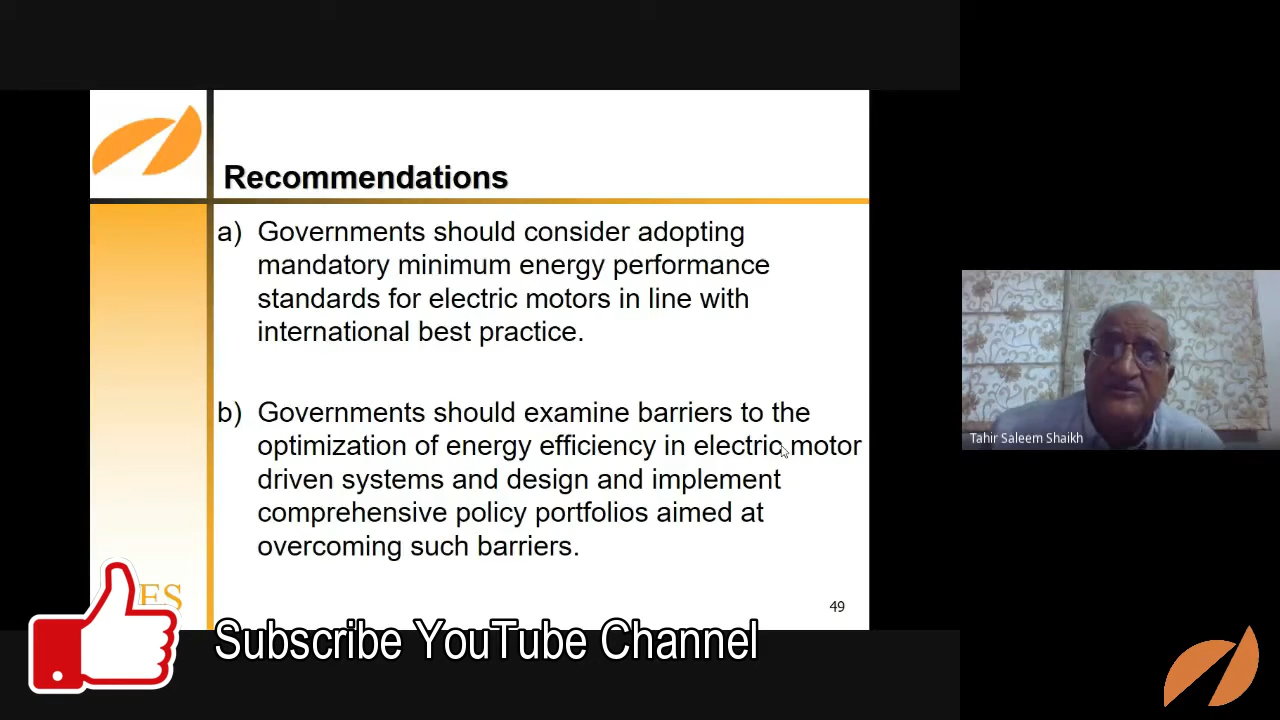 Recommendations
a) Governments should consider adopting
mandatory minimum energy performance
standards for electric motors in line with
international best practice.
b) Governments should examine barriers to the
optimization of energy efficiency in electric motor
driven systems and design and implement
comprehensive policy portfolios aimed at
overcoming such barriers.
49
Subscribe YouTube Channel
Tahir Saleem Shaikh